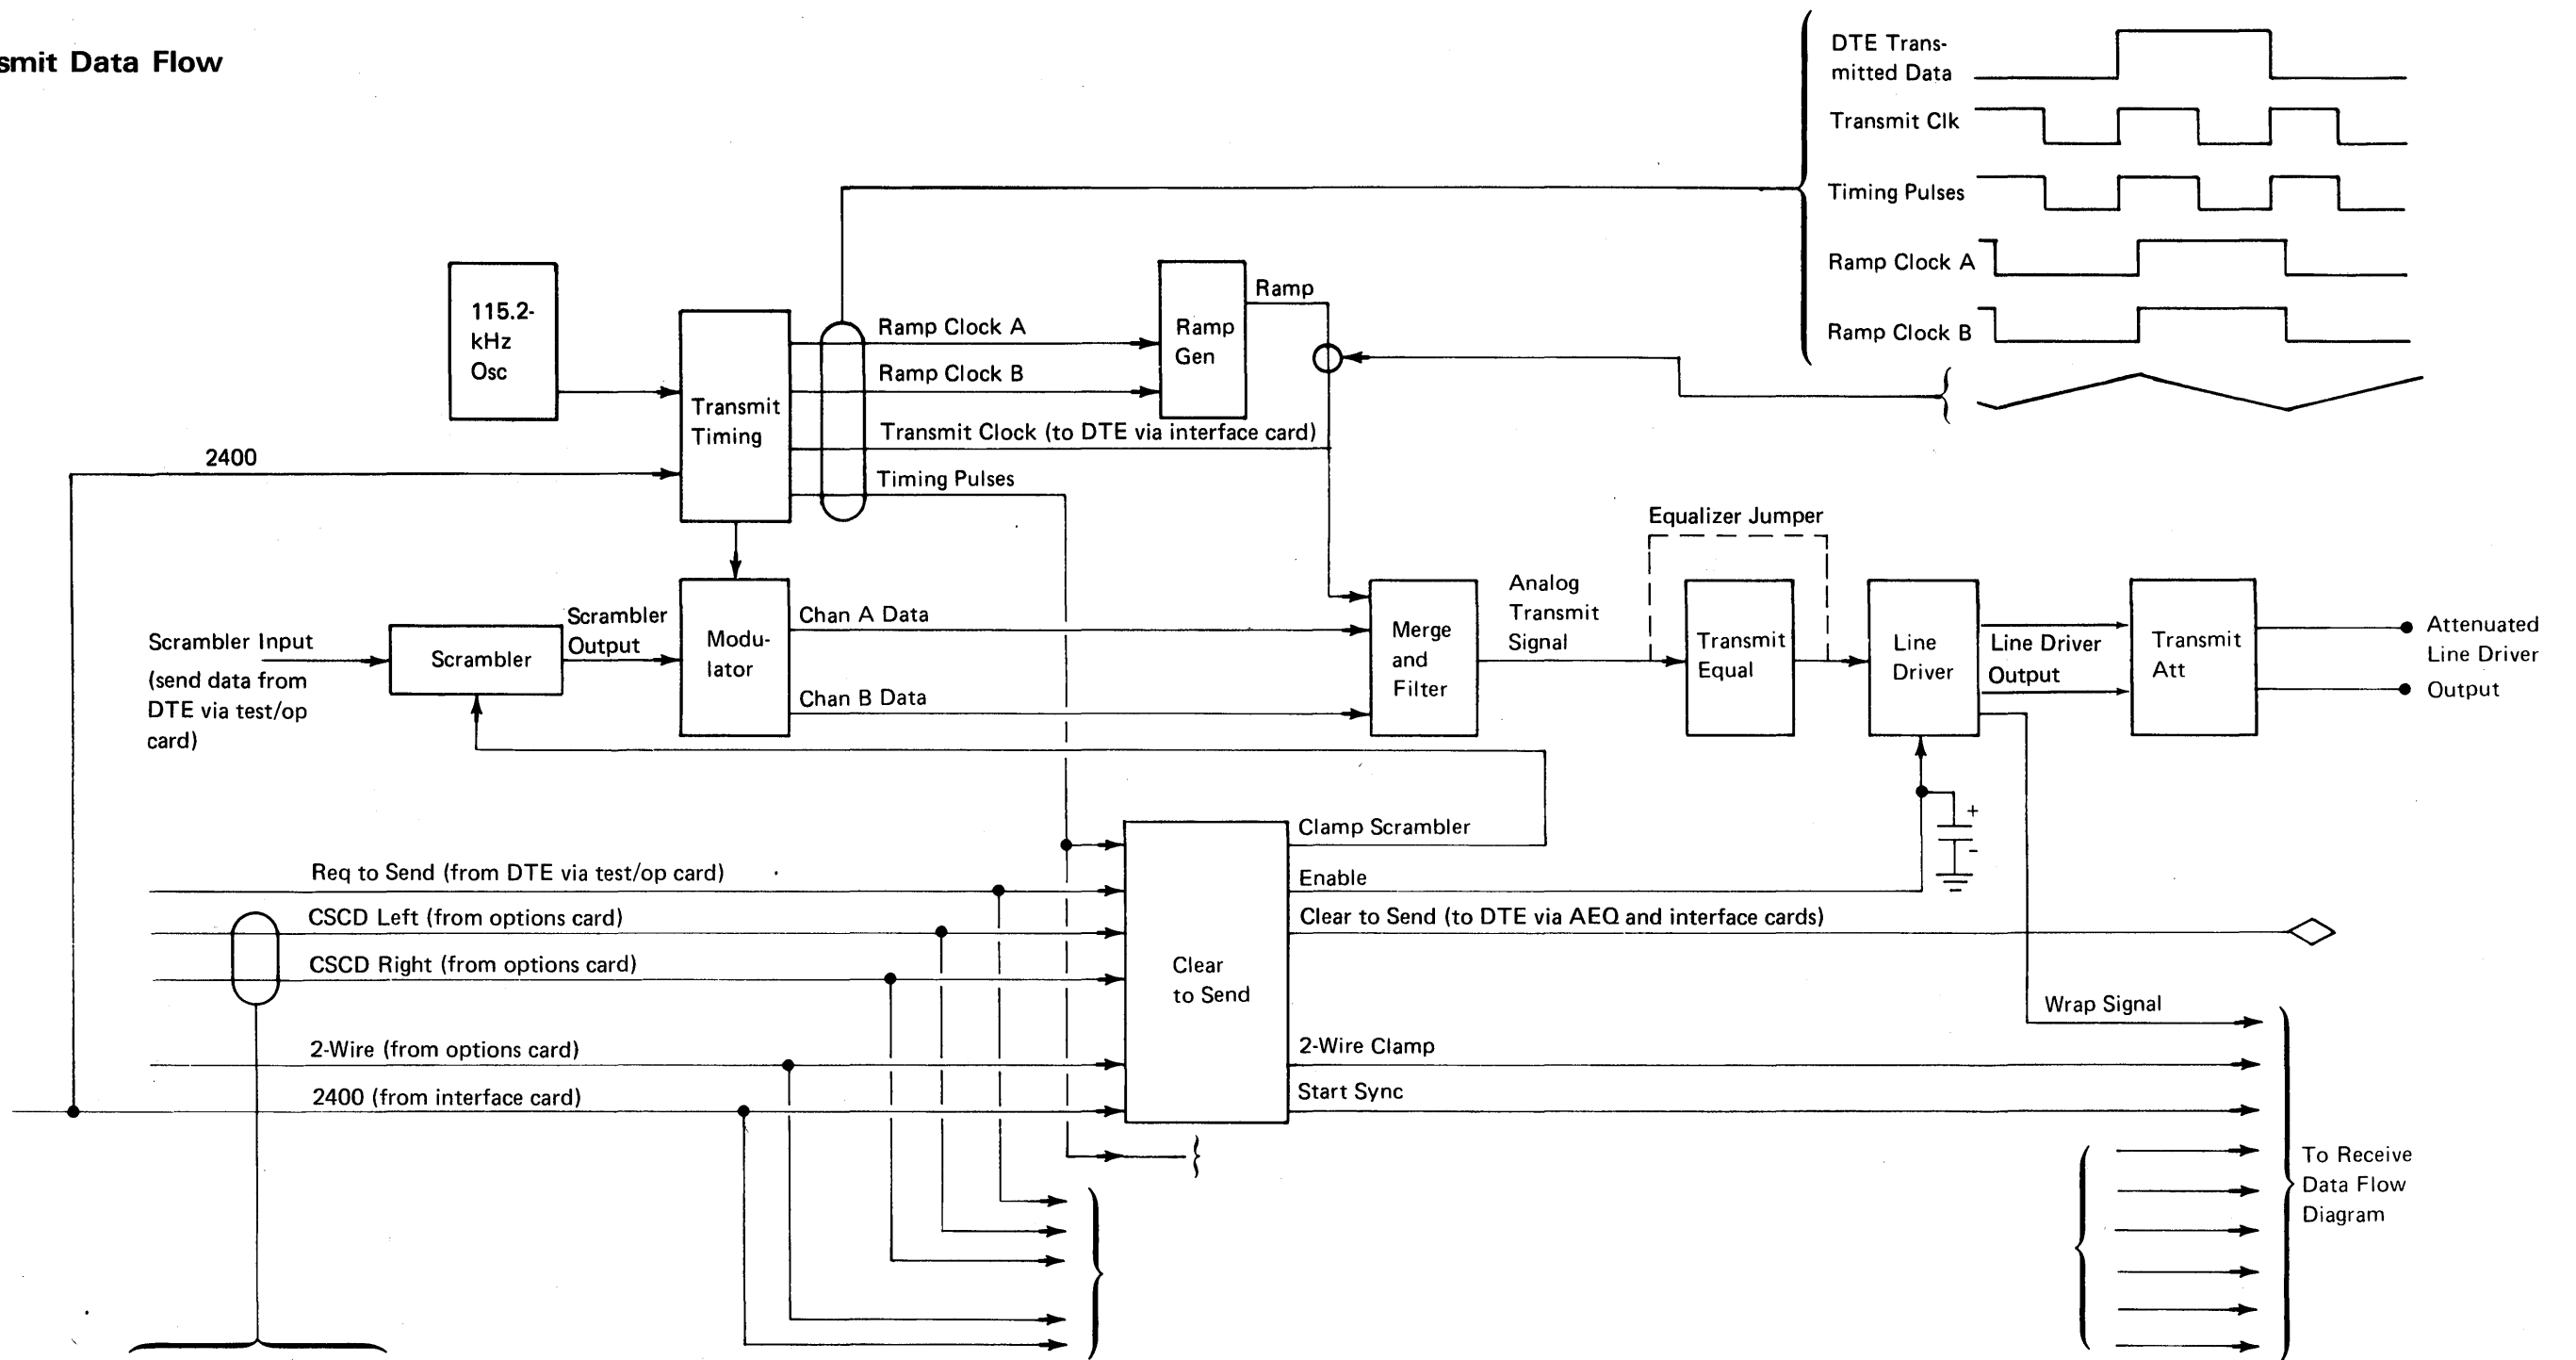 smit Data Flow
DTE Trans-
mitted Data
Transmit Clk
Timing Pulses
Ramp Clock A
Ramp Clock B
115.2-
kHz
Osc
2400
Transmit
Timing
Ramp Clock A
Ramp Clock B
Transmit Clock (to DTE via interface card)
Timing Pulses
Ramp
Gen
Ramp
Scrambler Input
(send data from
DTE via test/op
card)
Scrambler
Scrambler
Output
Modu-
lator
Chan A Data
Chan B Data
Merge
and
Filter
Analog
Transmit
Signal
Equalizer Jumper
Transmit
Equal
Line
Driver
Line Driver
Output
Transmit
Att
Attenuated
Line Driver
Output
+
-
Req to Send (from DTE via test/op card)
CSCD Left (from options card)
CSCD Right (from options card)
2-Wire (from options card)
2400 (from interface card)
Clear
to Send
Clamp Scrambler
Enable
Clear to Send (to DTE via AEQ and interface cards)
Wrap Signal
2-Wire Clamp
Start Sync
To Receive
Data Flow
Diagram